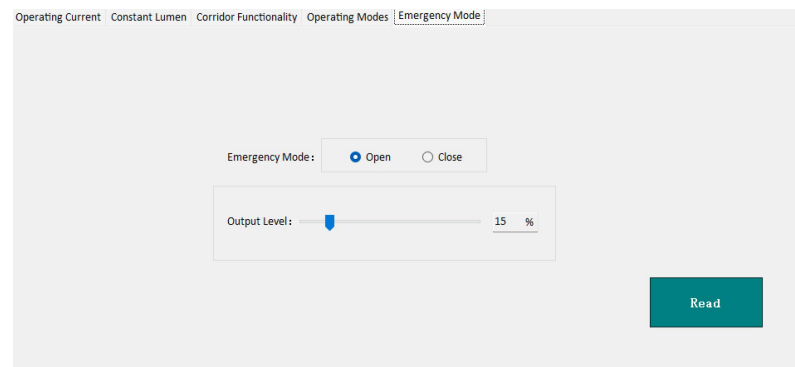 Operating Current Constant Lumen Corridor Functionality Operating Modes Emergency Mode
Emergency Mode: Open Close
Output Level: 15 %
Read